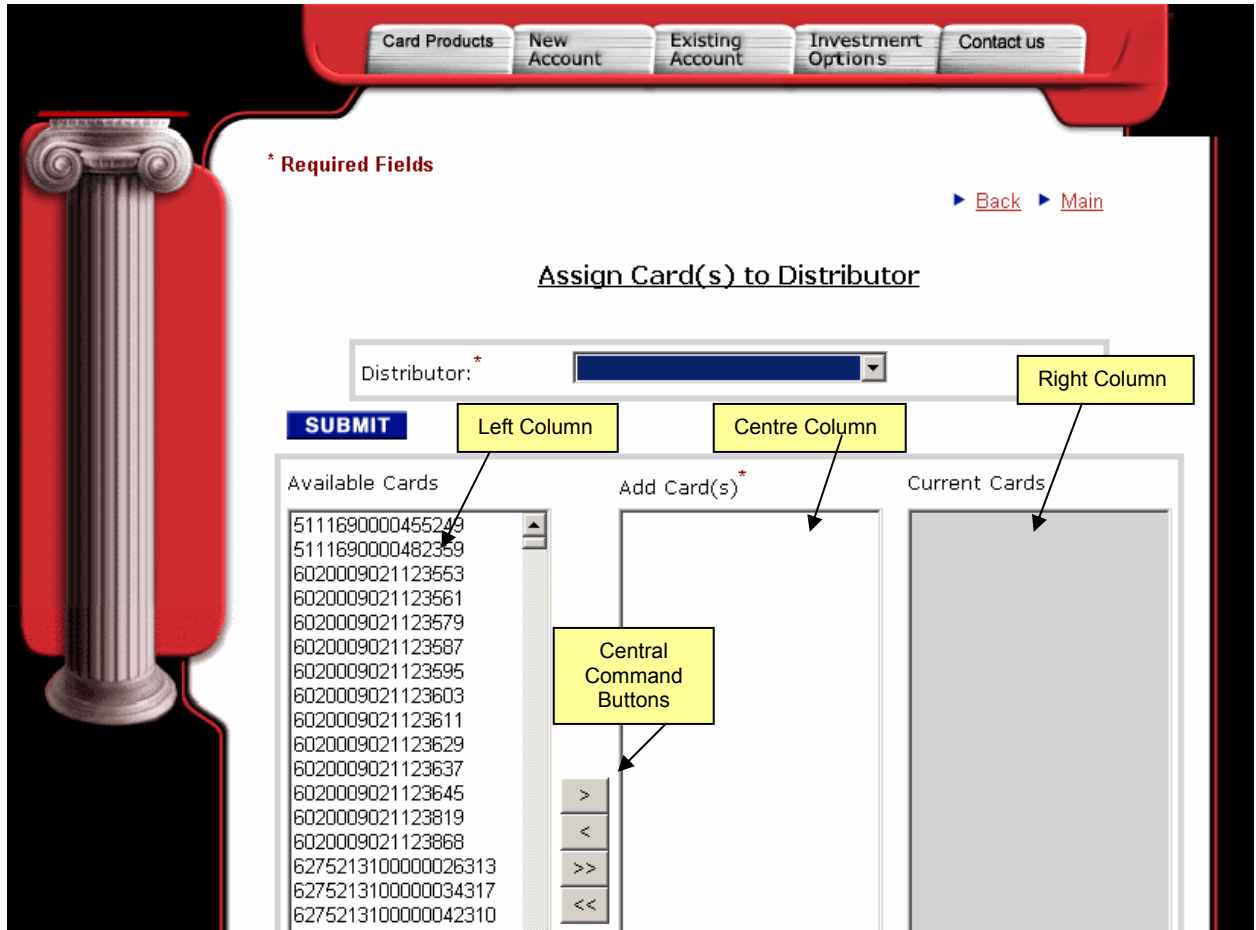 Card Products
New
Account
Existing
Account
Investment
Options
Contact us
* Required Fields
Back Main
Assign Card(s) to Distributor
Distributor:*
Right Column
SUBMIT
Left Column
Centre Column
Available Cards
Add Card(s)*
Current Cards
5111690000455249
5111690000482359
6020009021123553
6020009021123561
6020009021123579
6020009021123587
6020009021123595
6020009021123603
6020009021123611
6020009021123629
6020009021123637
6020009021123645
6020009021123819
6020009021123868
6275213100000026313
6275213100000034317
6275213100000042310
Central
Command
Buttons
>
<
>>
<<